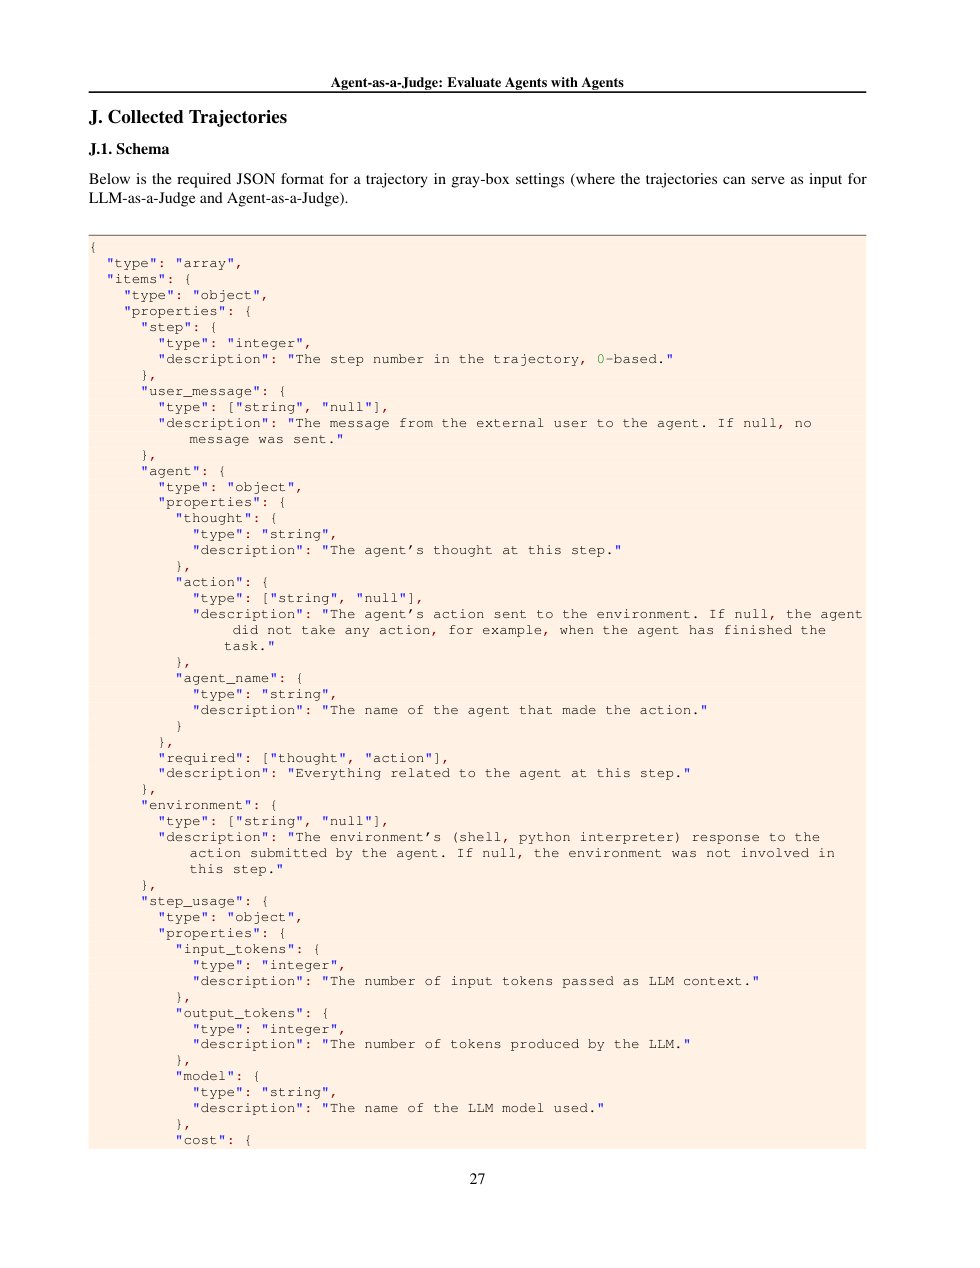 Agent-as-a-Judge: Evaluate Agents with Agents
J. Collected Trajectories
J.1. Schema
Below is the required JSON format for a trajectory in gray-box settings (where the trajectories can serve as input for
LLM-as-a-Judge and Agent-as-a-Judge).
{
  "type": "array",
  "items": {
    "type": "object",
    "properties": {
      "step": {
        "type": "integer",
        "description": "The step number in the trajectory, 0-based."
      },
      "user_message": {
        "type": ["string", "null"],
        "description": "The message from the external user to the agent. If null, no
            message was sent."
      },
      "agent": {
        "type": "object",
        "properties": {
          "thought": {
            "type": "string",
            "description": "The agent’s thought at this step."
          },
          "action": {
            "type": ["string", "null"],
            "description": "The agent’s action sent to the environment. If null, the agent
                 did not take any action, for example, when the agent has finished the
                task."
          },
          "agent_name": {
            "type": "string",
            "description": "The name of the agent that made the action."
          }
        },
        "required": ["thought", "action"],
        "description": "Everything related to the agent at this step."
      },
      "environment": {
        "type": ["string", "null"],
        "description": "The environment’s (shell, python interpreter) response to the
            action submitted by the agent. If null, the environment was not involved in
            this step."
      },
      "step_usage": {
        "type": "object",
        "properties": {
          "input_tokens": {
            "type": "integer",
            "description": "The number of input tokens passed as LLM context."
          },
          "output_tokens": {
            "type": "integer",
            "description": "The number of tokens produced by the LLM."
          },
          "model": {
            "type": "string",
            "description": "The name of the LLM model used."
          },
          "cost": {
27